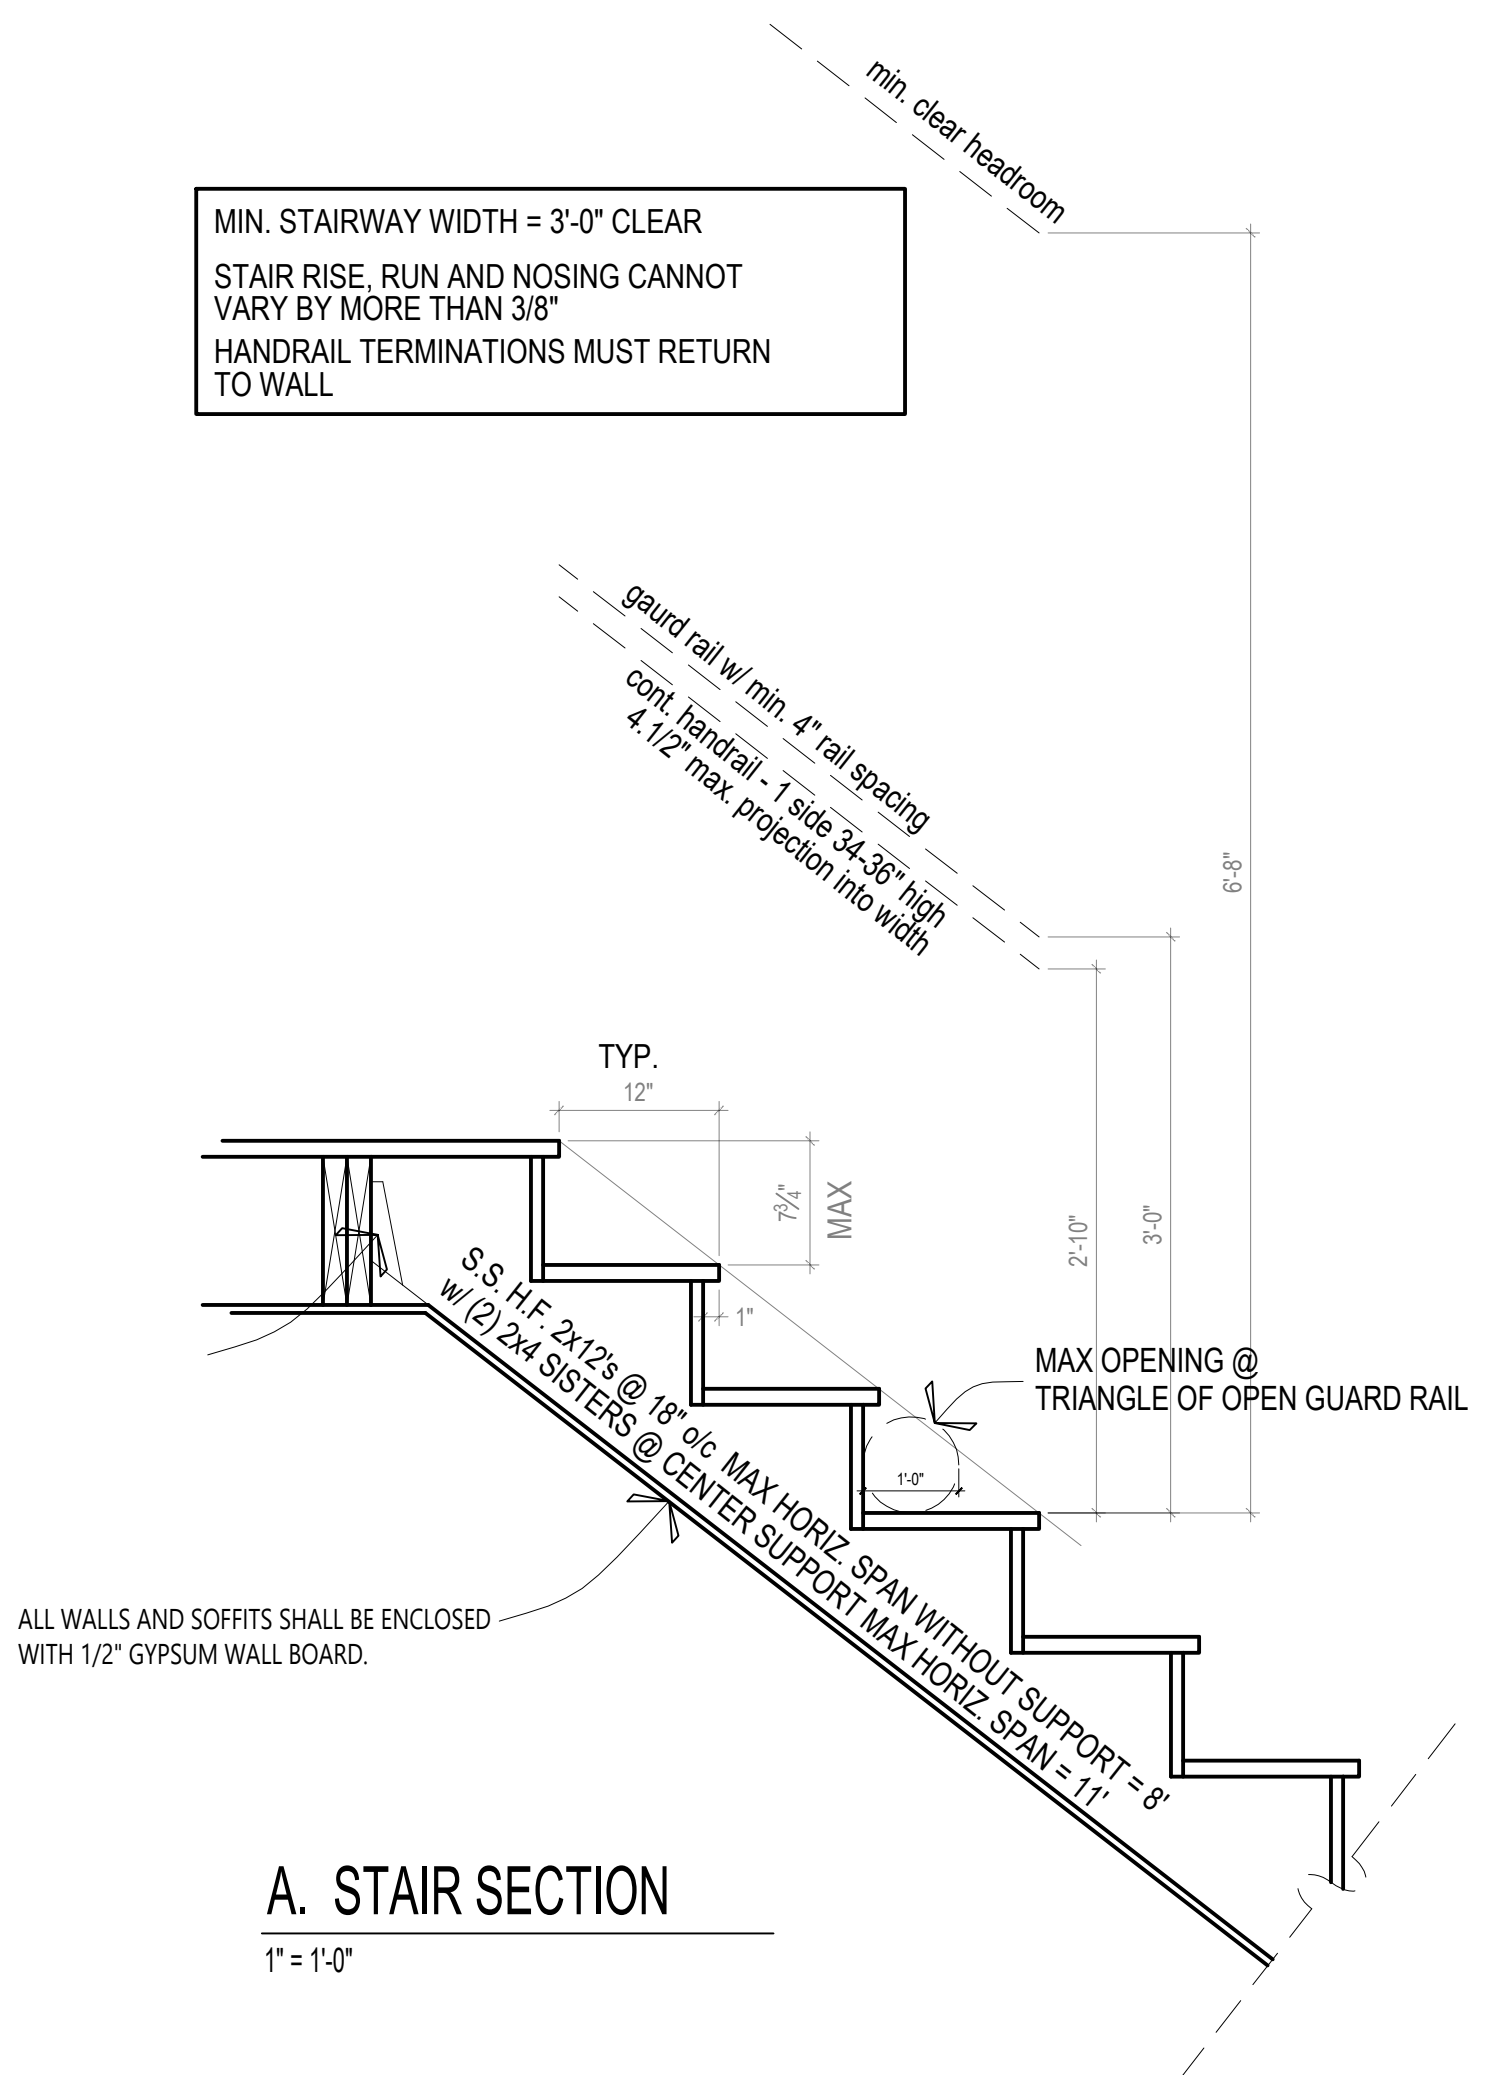 min. clear headroom
MIN. STAIRWAY WIDTH = 3'-0" CLEAR
STAIR RISE, RUN AND NOSING CANNOT
VARY BY MORE THAN 3/8"
HANDRAIL TERMINATIONS MUST RETURN
TO WALL
gaurd rail w/ min. 4" rail spacing
cont. handrail - 1 side 34-36" high
4.1/2" max. projection into width
6'-8"
TYP.
12"
7¾"
MAX
2'-10"
3'-0"
1"
S.S. H.F. 2x12's @ 18" o/c MAX HORIZ. SPAN WITHOUT SUPPORT = 8'
w/ (2) 2x4 SISTERS @ CENTER SUPPORT MAX HORIZ. SPAN = 11'
MAX OPENING @
TRIANGLE OF OPEN GUARD RAIL
1'-0"
ALL WALLS AND SOFFITS SHALL BE ENCLOSED
WITH 1/2" GYPSUM WALL BOARD.
A. STAIR SECTION
1" = 1'-0"